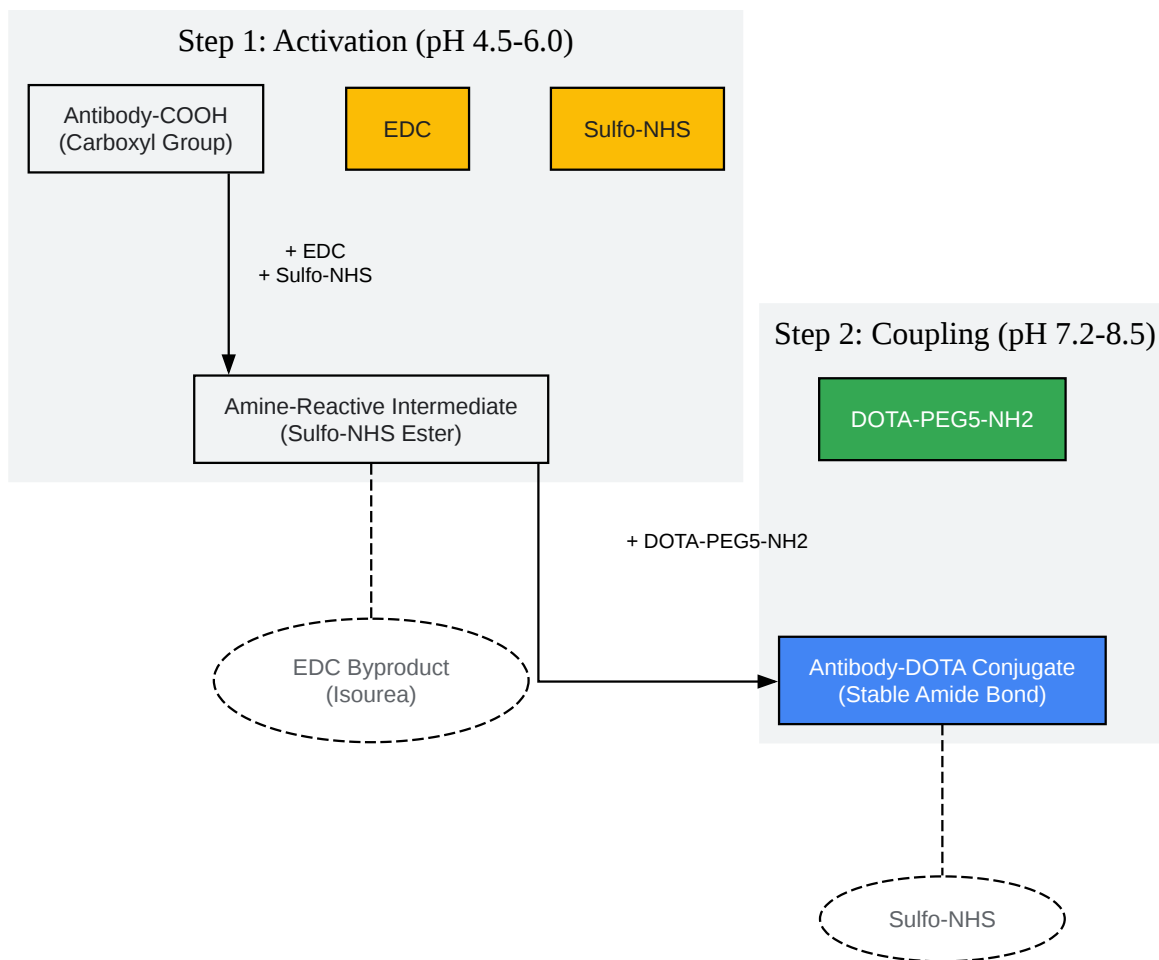 Step 1: Activation (pH 4.5-6.0)
Antibody-COOH
(Carboxyl Group)
EDC
Sulfo-NHS
+ EDC
+ Sulfo-NHS
Amine-Reactive Intermediate
(Sulfo-NHS Ester)
Step 2: Coupling (pH 7.2-8.5)
DOTA-PEG5-NH2
+ DOTA-PEG5-NH2
EDC Byproduct
(Isourea)
Antibody-DOTA Conjugate
(Stable Amide Bond)
Sulfo-NHS